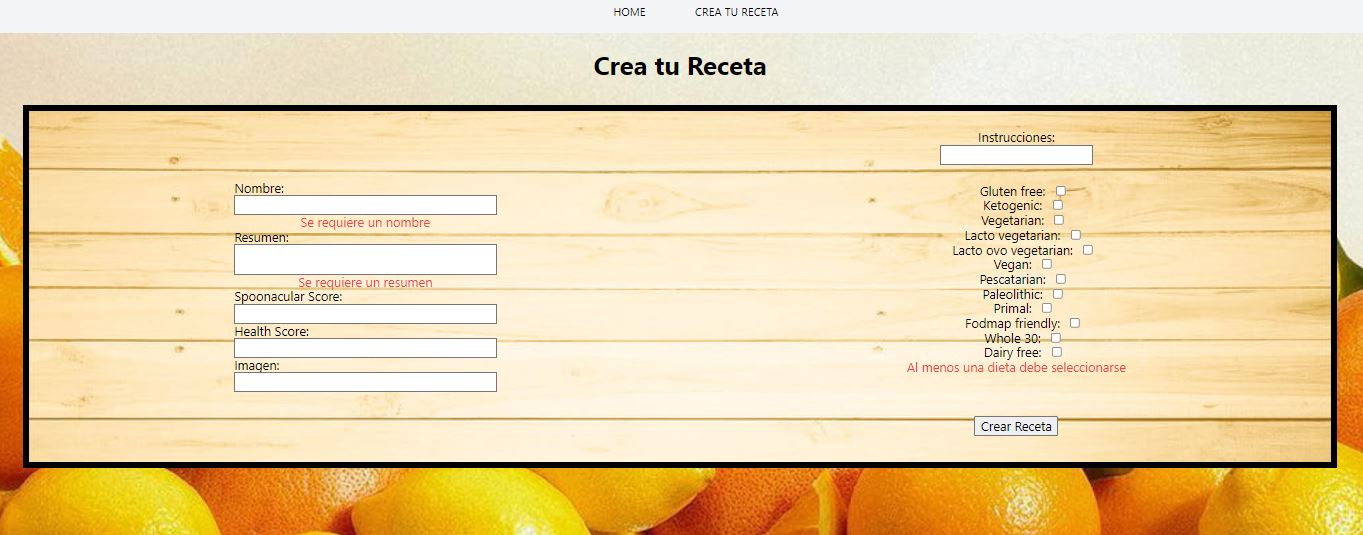 HOME CREA TU RECETA
Crea tu Receta
Nombre:
Se requiere un nombre
Resumen:
Se requiere un resumen
Spoonacular Score:
Health Score:
Imagen:
Instrucciones:
Gluten free:
Ketogenic:
Vegetarian:
Lacto vegetarian:
Lacto ovo vegetarian:
Vegan:
Pescatarian:
Paleolithic:
Primal:
Fodmap friendly:
Whole 30:
Dairy free:
Al menos una dieta debe seleccionarse
Crear Receta